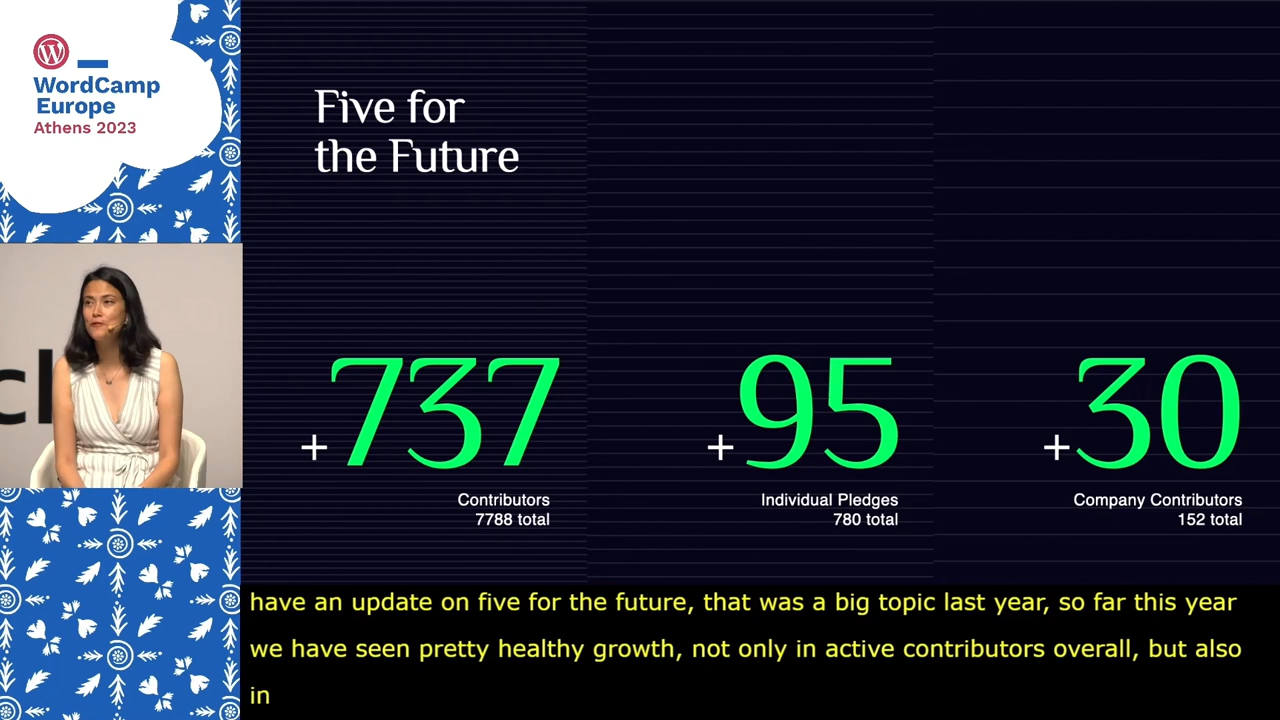 WordCamp
Europe
Athens 2023
Five for
the Future
+737
Contributors
7788 total
+95
Individual Pledges
780 total
+30
Company Contributors
152 total
have an update on five for the future, that was a big topic last year, so far this year
we have seen pretty healthy growth, not only in active contributors overall, but also
in